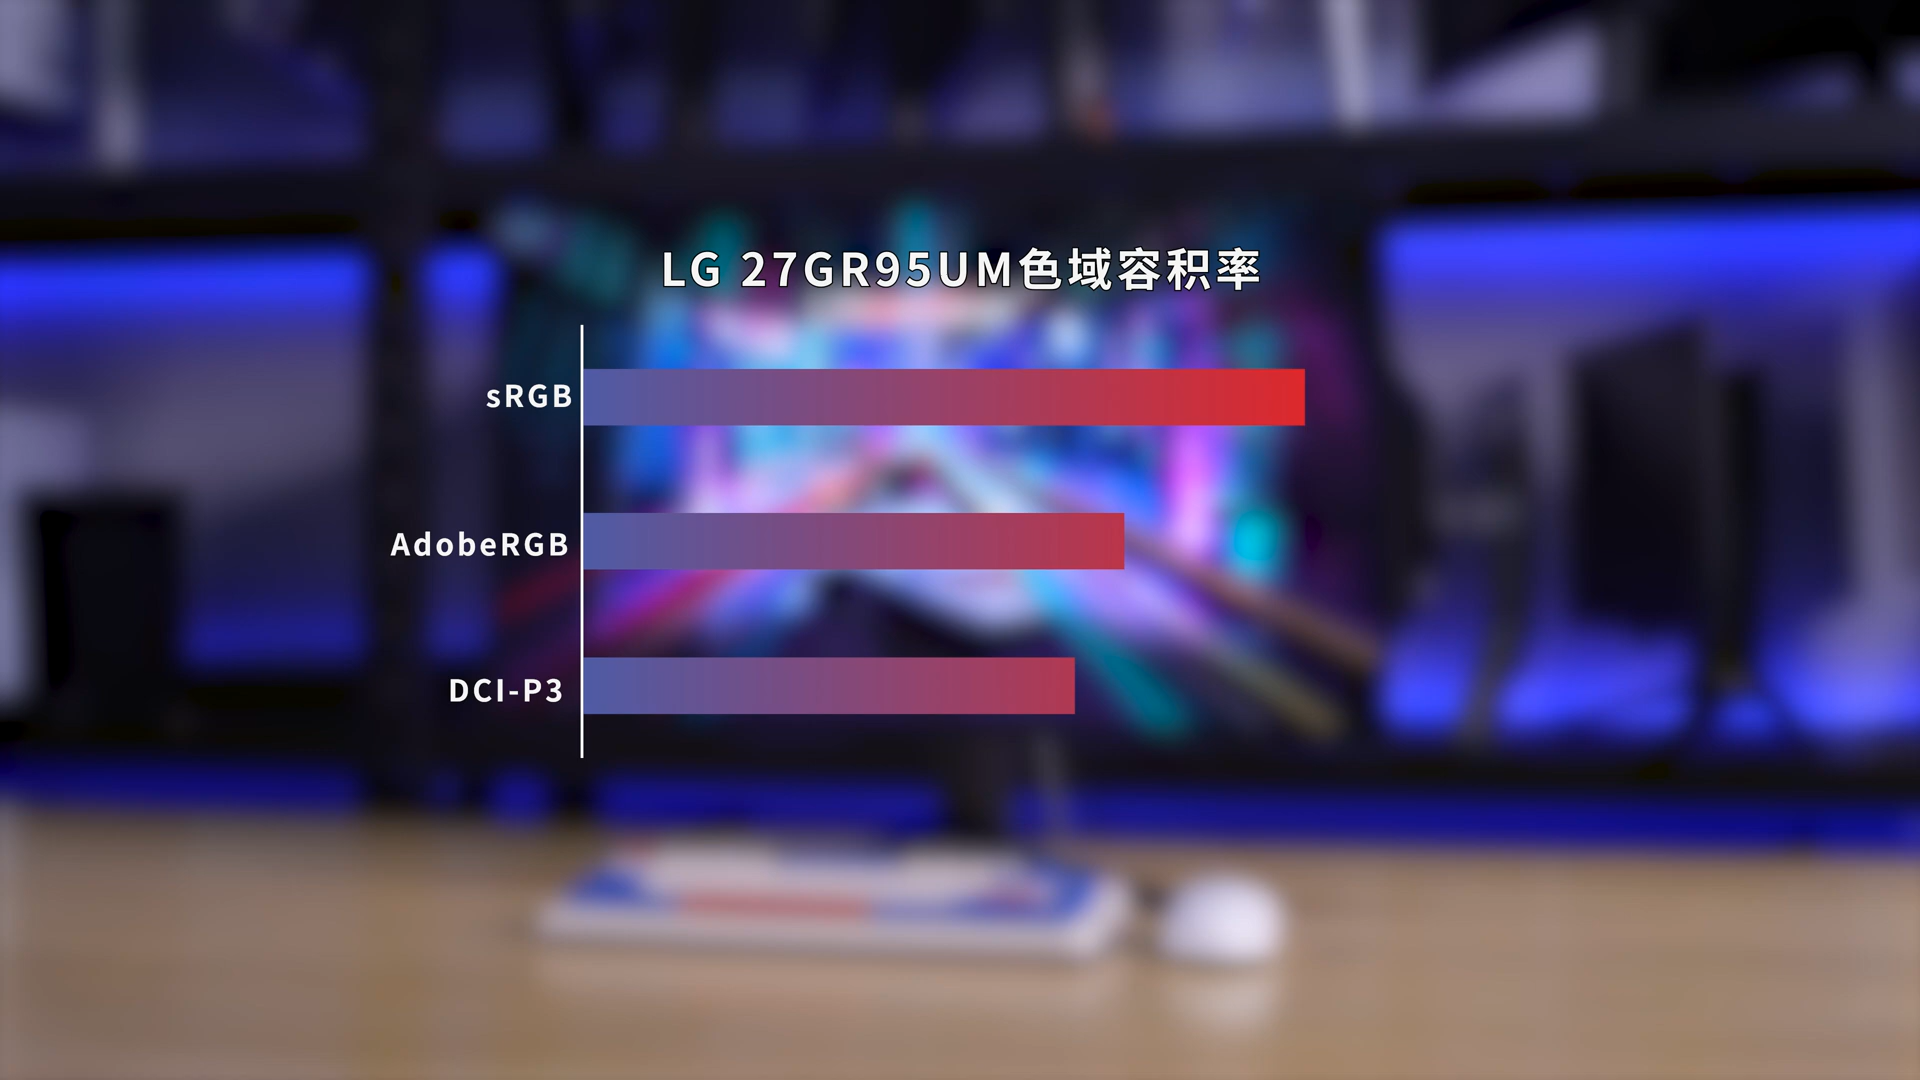 LG 27GR95UM色域容积率
sRGB
AdobeRGB
DCI-P3